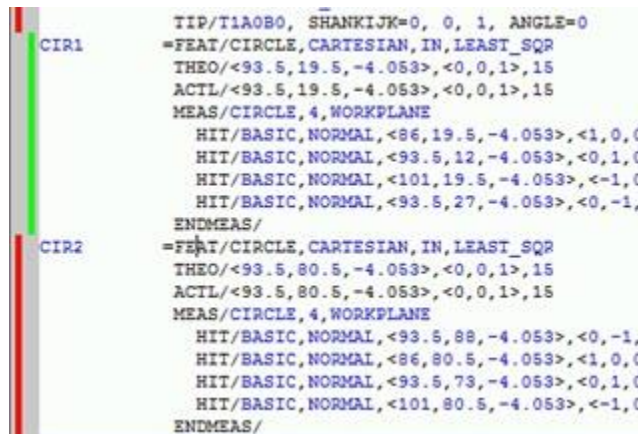 TIP/T1A0B0, SHANKIJK=0, 0, 1, ANGLE=0
CIR1 =FEAT/CIRCLE,CARTESIAN,IN,LEAST_SQR
THEO/<93.5,19.5,-4.053>,<0,0,1>,15
ACTL/<93.5,19.5,-4.053>,<0,0,1>,15
MEAS/CIRCLE,4,WORKPLANE
HIT/BASIC,NORMAL,<86,19.5,-4.053>,<1,0,0
HIT/BASIC,NORMAL,<93.5,12,-4.053>,<0,1,0
HIT/BASIC,NORMAL,<101,19.5,-4.053>,<-1,0
HIT/BASIC,NORMAL,<93.5,27,-4.053>,<0,-1,
ENDMEAS/
CIR2 =FEAT/CIRCLE,CARTESIAN,IN,LEAST_SQR
THEO/<93.5,80.5,-4.053>,<0,0,1>,15
ACTL/<93.5,80.5,-4.053>,<0,0,1>,15
MEAS/CIRCLE,4,WORKPLANE
HIT/BASIC,NORMAL,<93.5,88,-4.053>,<0,-1,
HIT/BASIC,NORMAL,<86,80.5,-4.053>,<1,0,0
HIT/BASIC,NORMAL,<93.5,73,-4.053>,<0,1,0
HIT/BASIC,NORMAL,<101,80.5,-4.053>,<-1,0
ENDMEAS/